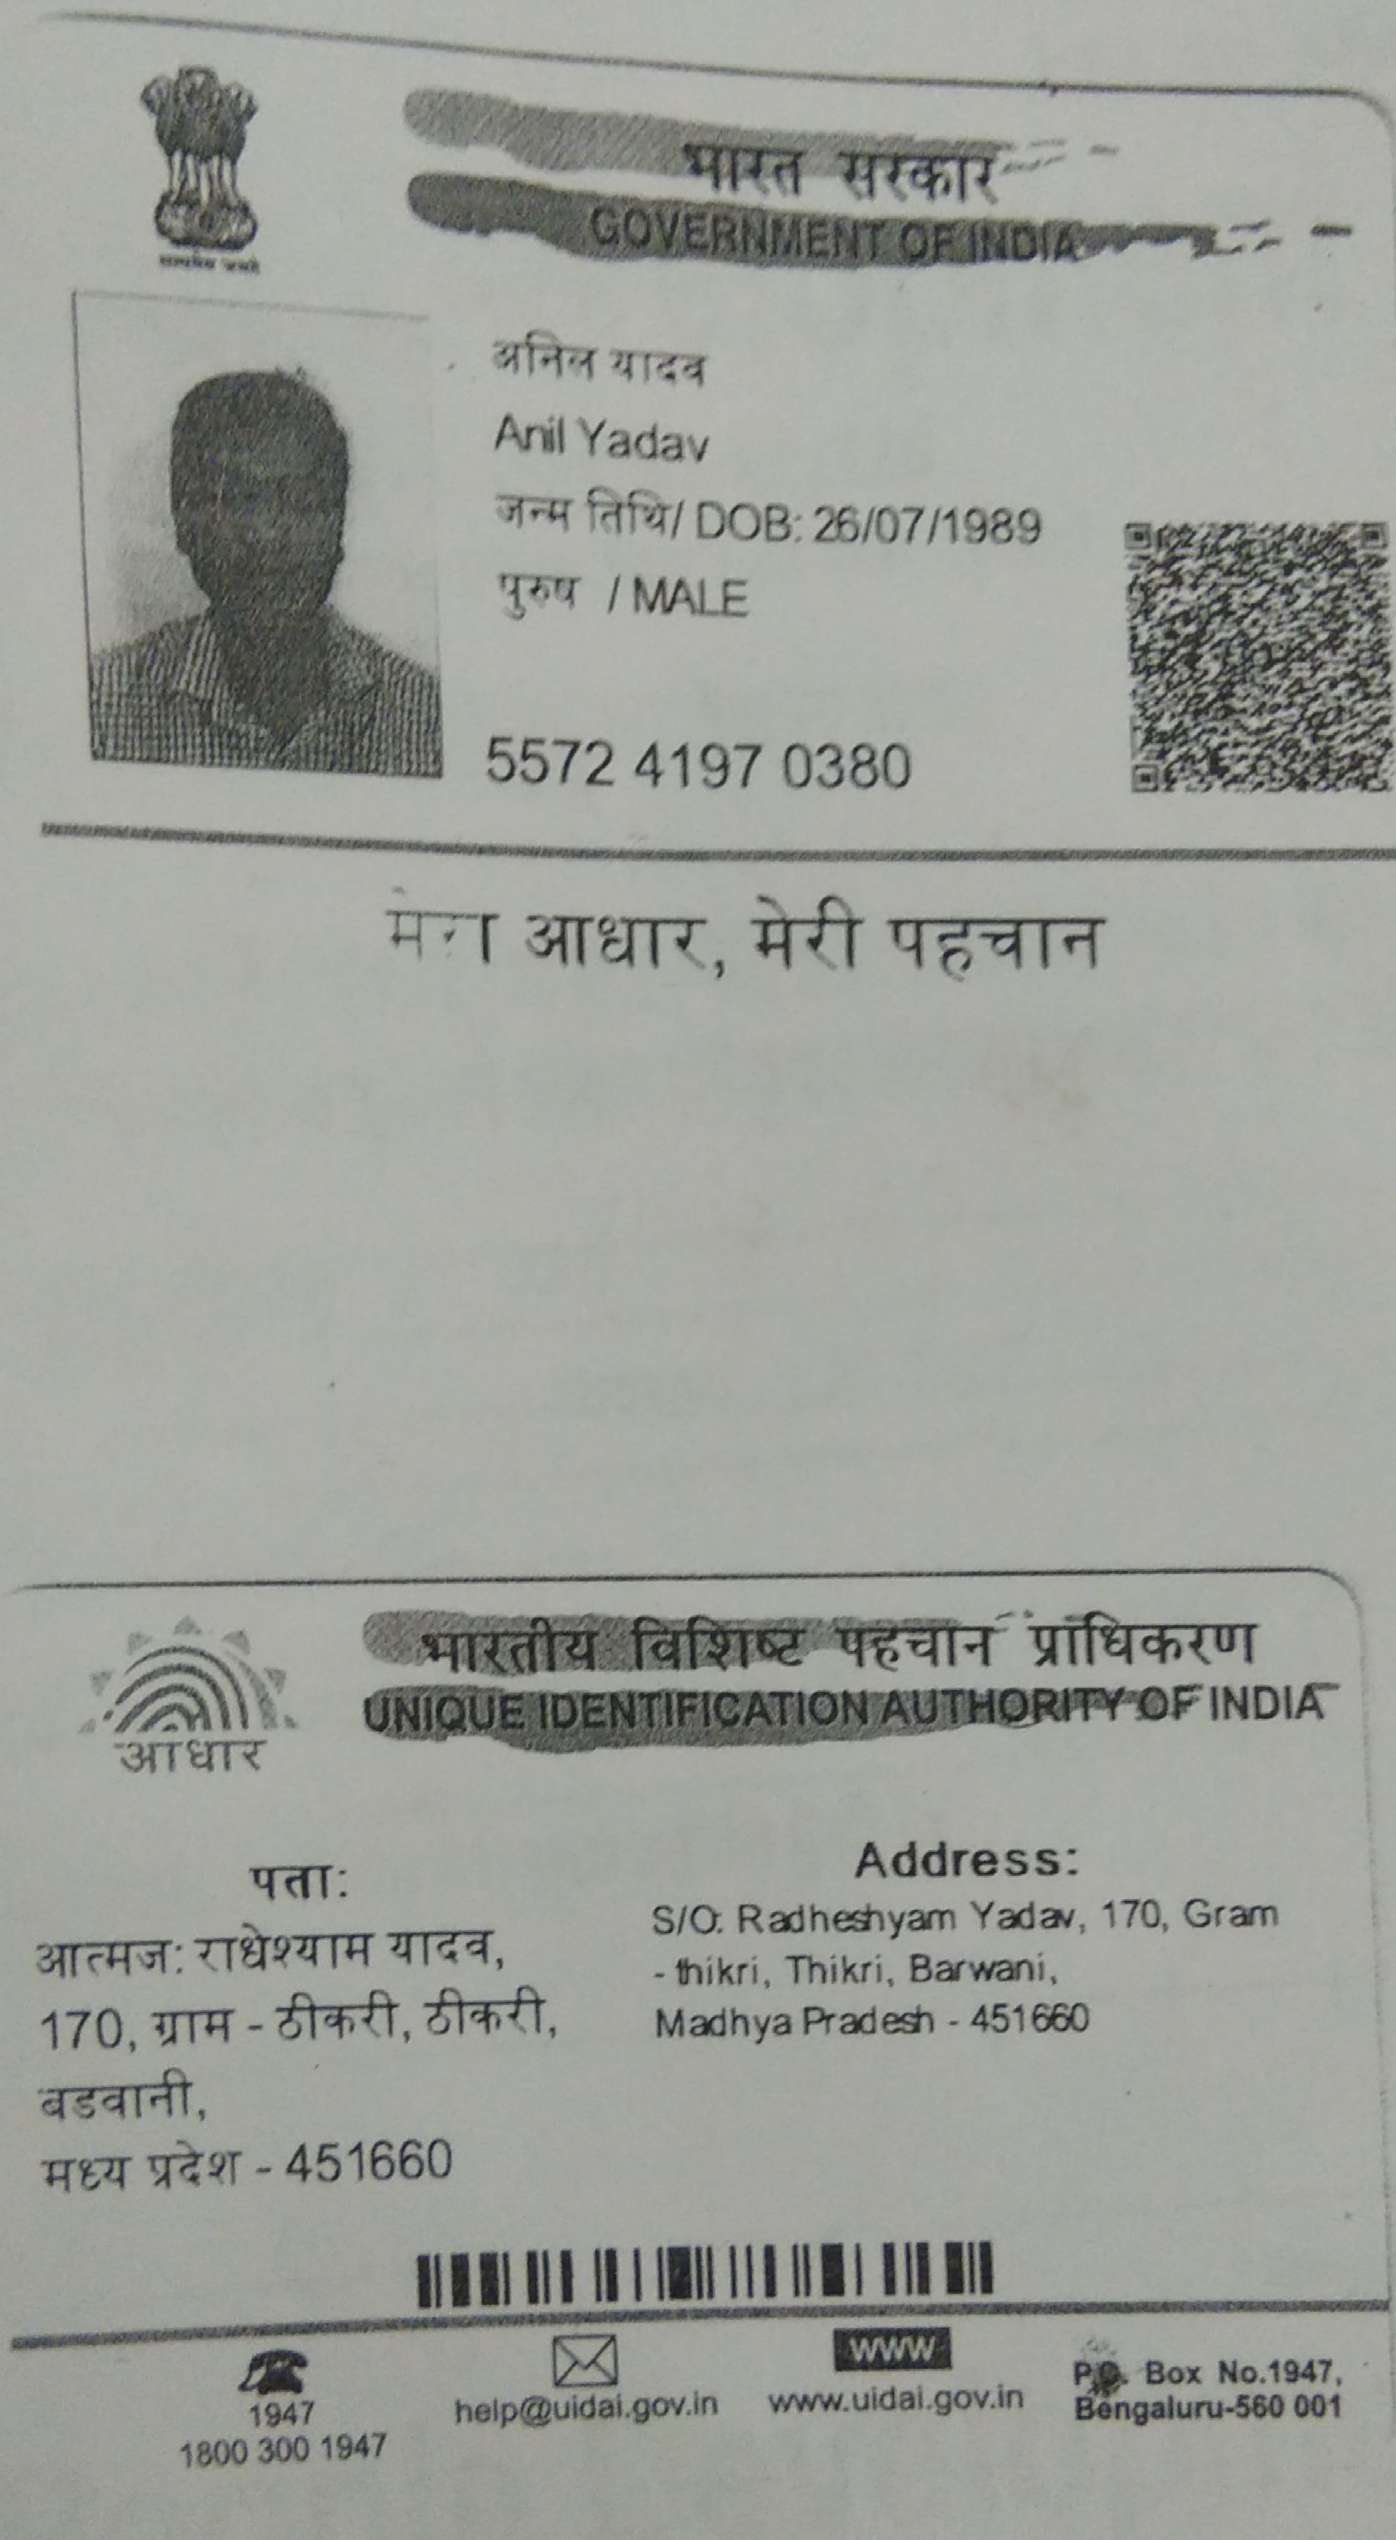 भारत सरकार
GOVERNMENT OF INDIA
अनिल यादव
Anil Yadav
जन्म तिथि/ DOB: 26/07/1989
पुरुष / MALE
5572 4197 0380
मेरा आधार, मेरी पहचान
भारतीय विशिष्ट पहचान प्राधिकरण
UNIQUE IDENTIFICATION AUTHORITY OF INDIA
आधार
पता:
आत्मज: राधेश्याम यादव,
170, ग्राम - ठीकरी, ठीकरी,
बडवानी,
मध्य प्रदेश - 451660
Address:
S/O: Radheshyam Yadav, 170, Gram
- thikri, Thikri, Barwani,
Madhya Pradesh - 451660
1947
1800 300 1947
help@uidai.gov.in
www
www.uidai.gov.in
P.O. Box No.1947,
Bengaluru-560 001